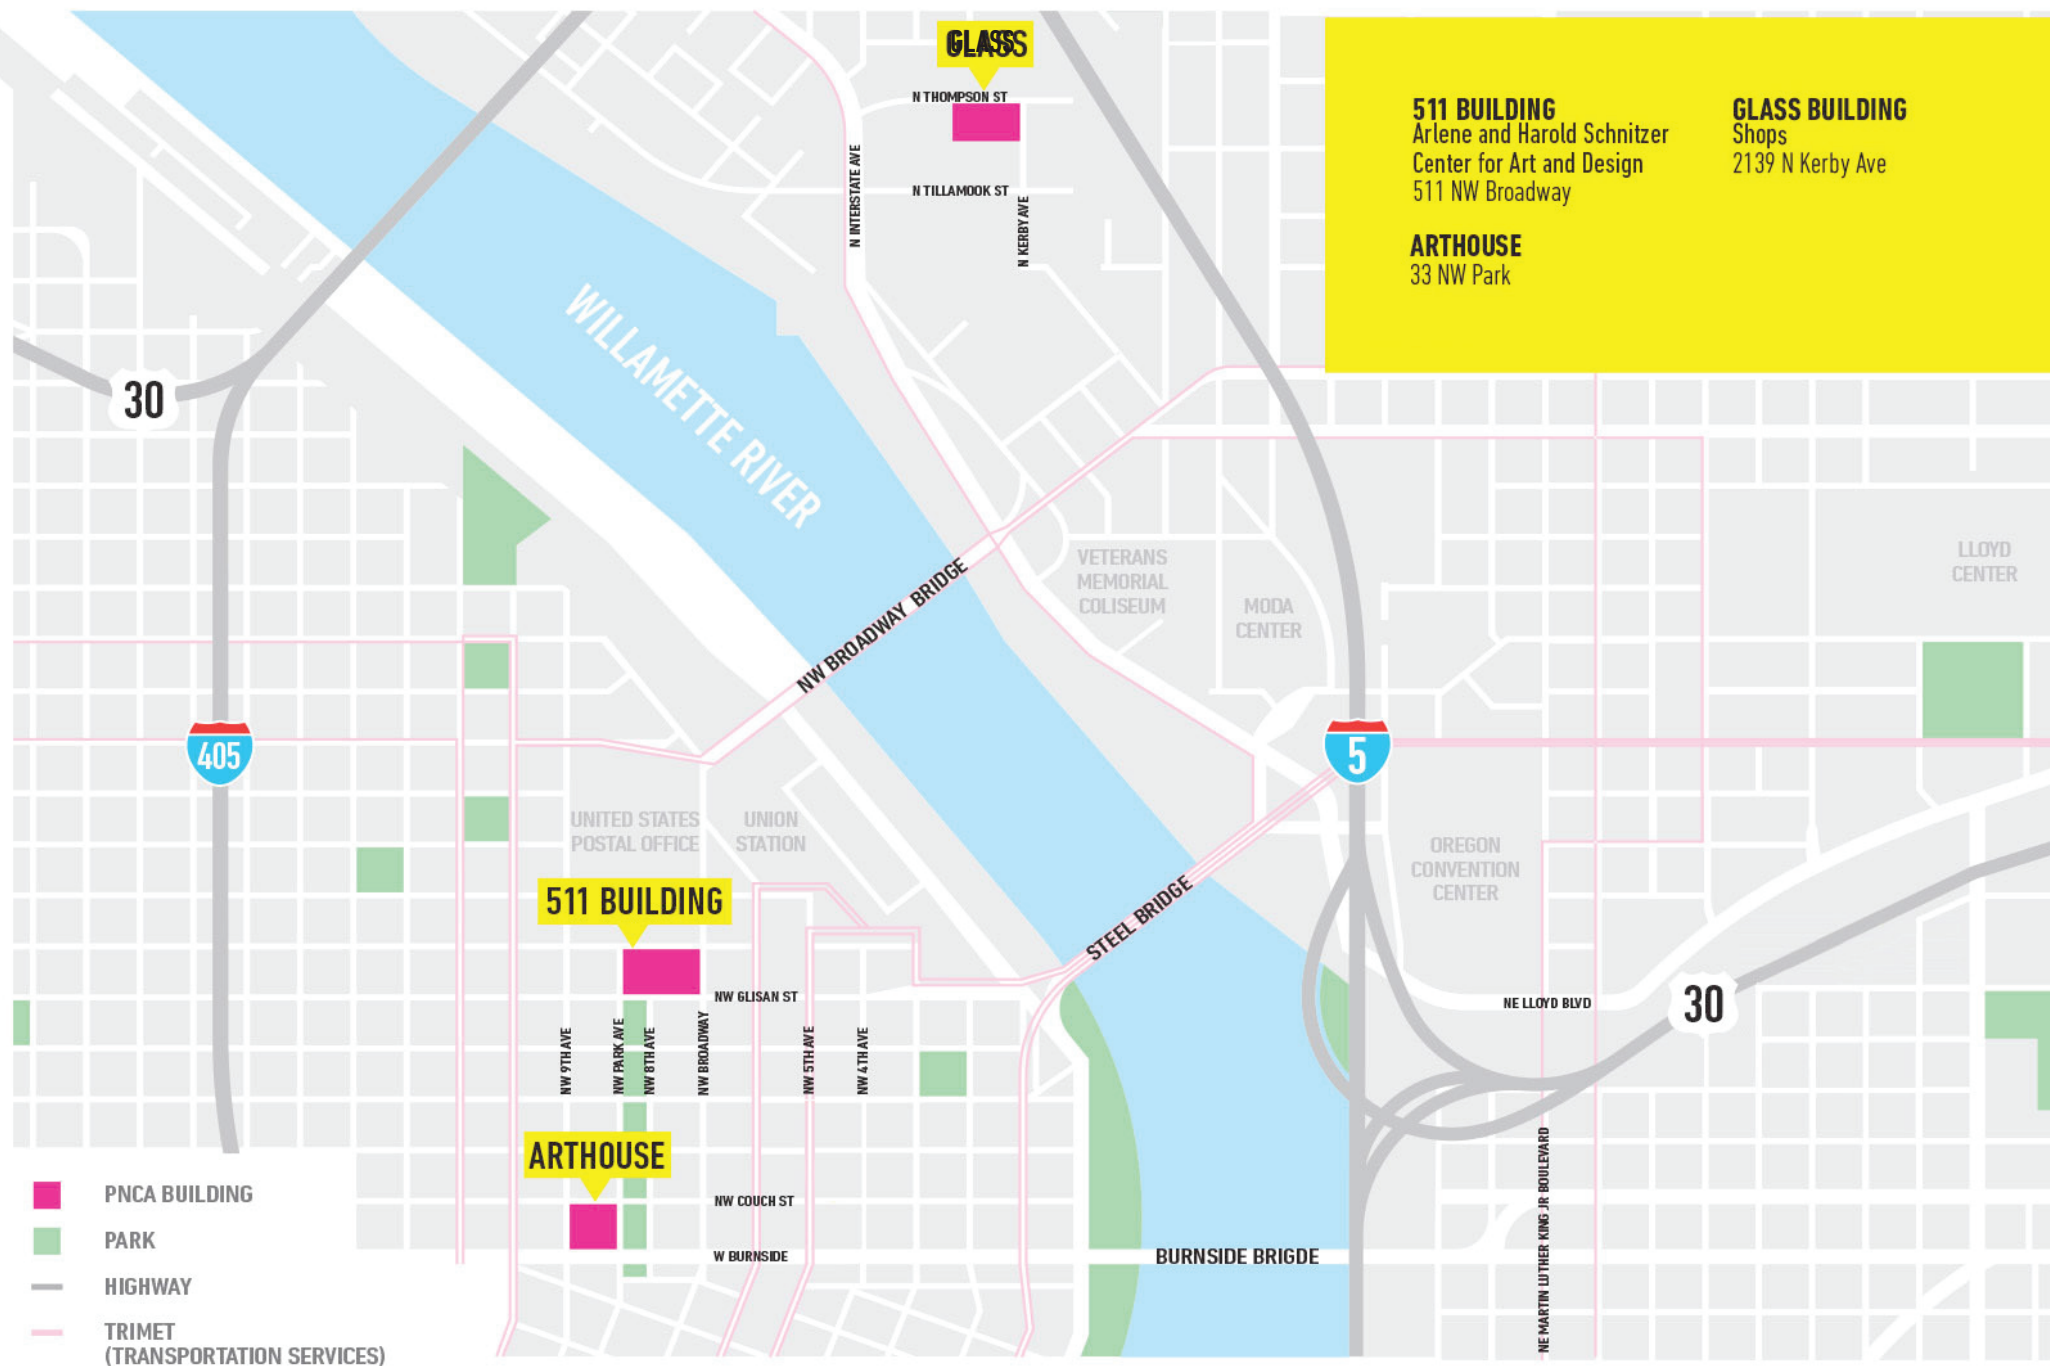 GLASS
N THOMPSON ST
N TILLAMOOK ST
N INTERSTATE AVE
N KERBY AVE
511 BUILDING
Arlene and Harold Schnitzer
Center for Art and Design
511 NW Broadway
ARTHOUSE
33 NW Park
GLASS BUILDING
Shops
2139 N Kerby Ave
WILLAMETTE RIVER
30
NW BROADWAY BRIDGE
VETERANS
MEMORIAL
COLISEUM
MODA
CENTER
LLOYD
CENTER
405
5
UNITED STATES
POSTAL OFFICE
UNION
STATION
OREGON
CONVENTION
CENTER
511 BUILDING
STEEL BRIDGE
NW GLISAN ST
NE LLOYD BLVD
30
NW 9TH AVE
NW PARK AVE
NW 8TH AVE
NW BROADWAY
NW 5TH AVE
NW 4TH AVE
ARTHOUSE
NW COUCH ST
W BURNSIDE
BURNSIDE BRIGDE
NE MARTIN LUTHER KING JR BOULEVARD
PNCA BUILDING
PARK
HIGHWAY
TRIMET
(TRANSPORTATION SERVICES)